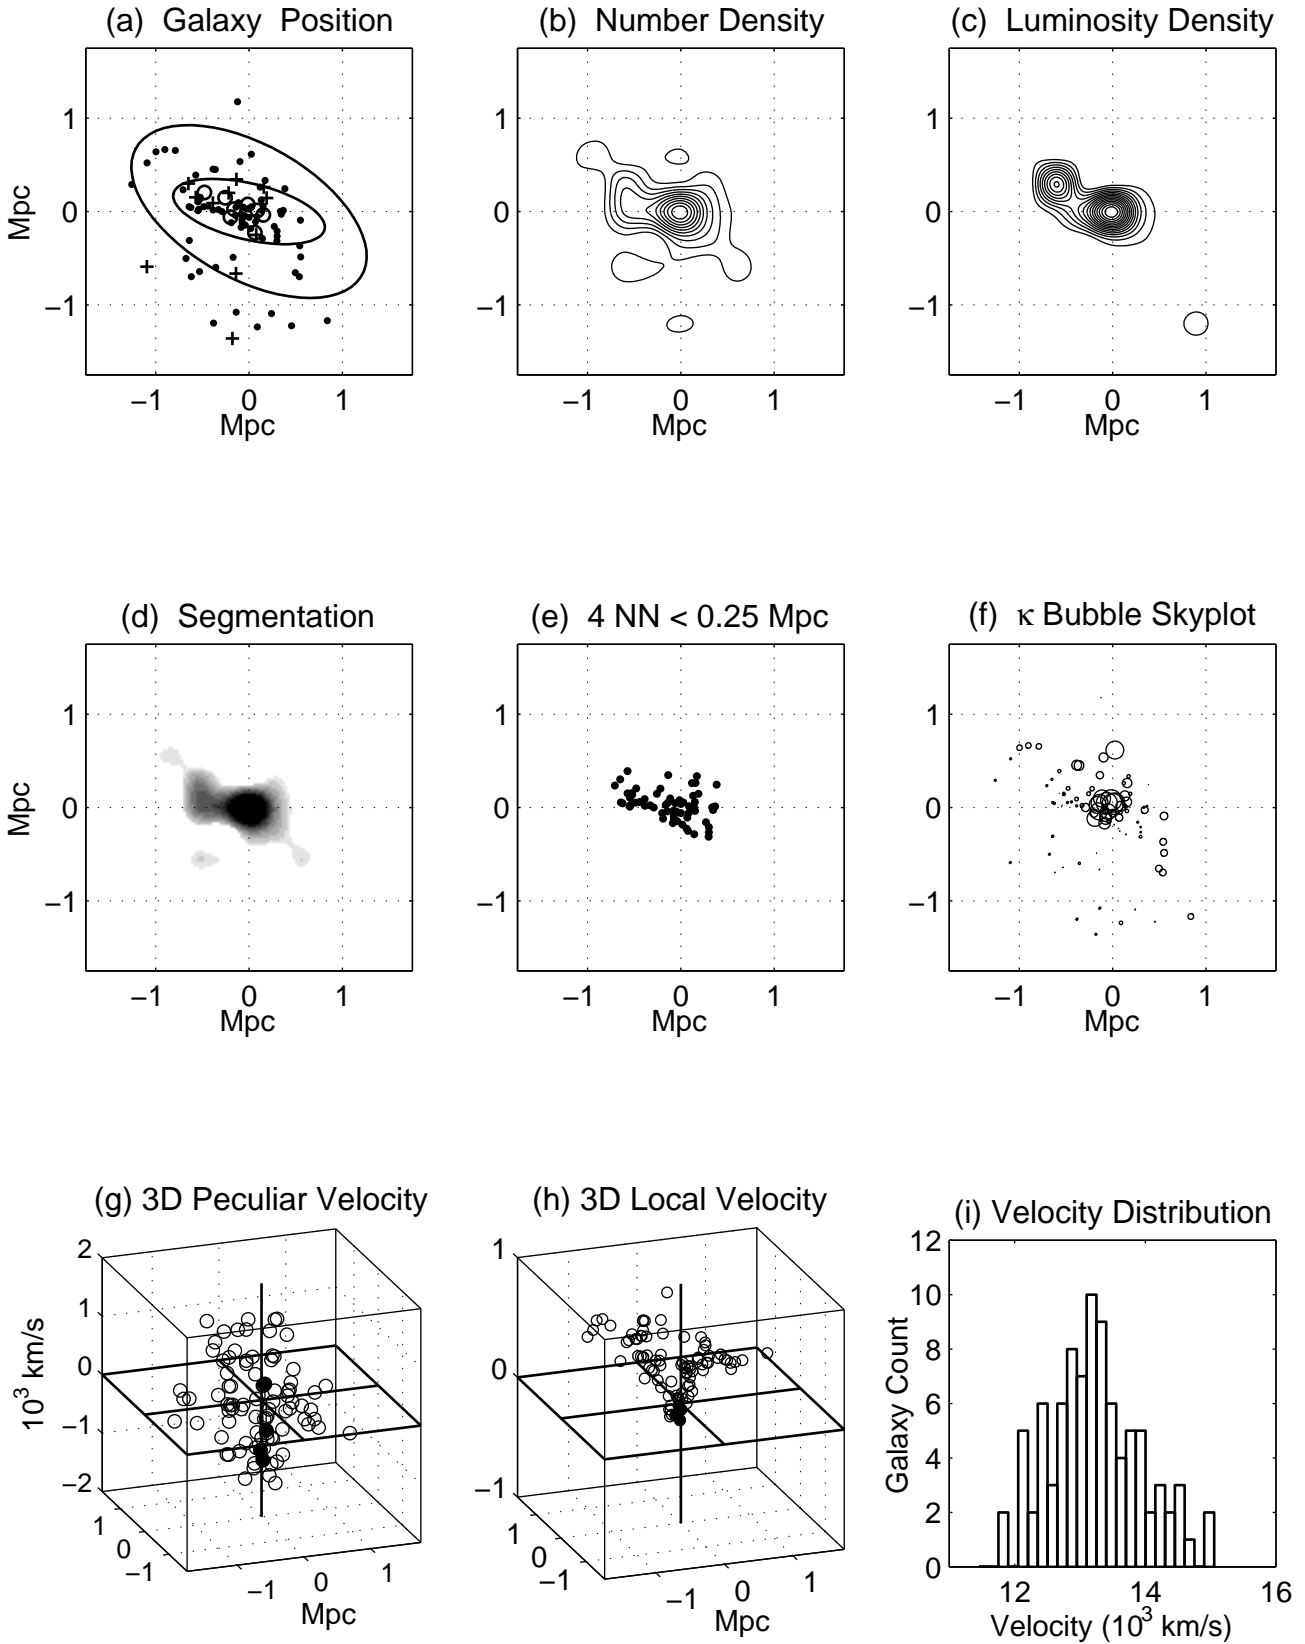 (a) Galaxy Position
(b) Number Density
(c) Luminosity Density
Mpc
1
0
−1
−1 0 1
Mpc
1
0
−1
−1 0 1
Mpc
1
0
−1
−1 0 1
Mpc
(d) Segmentation
(e) 4 NN < 0.25 Mpc
(f) κ Bubble Skyplot
Mpc
1
0
−1
−1 0 1
Mpc
1
0
−1
−1 0 1
Mpc
1
0
−1
−1 0 1
Mpc
(g) 3D Peculiar Velocity
(h) 3D Local Velocity
(i) Velocity Distribution
10³ km/s
2
1
0
−1
−2
1
0
−1
−1
0
1
Mpc
1
0
−1
1
0
−1
−1
0
1
Mpc
Galaxy Count
12
10
8
6
4
2
0
12 14 16
Velocity (10³ km/s)